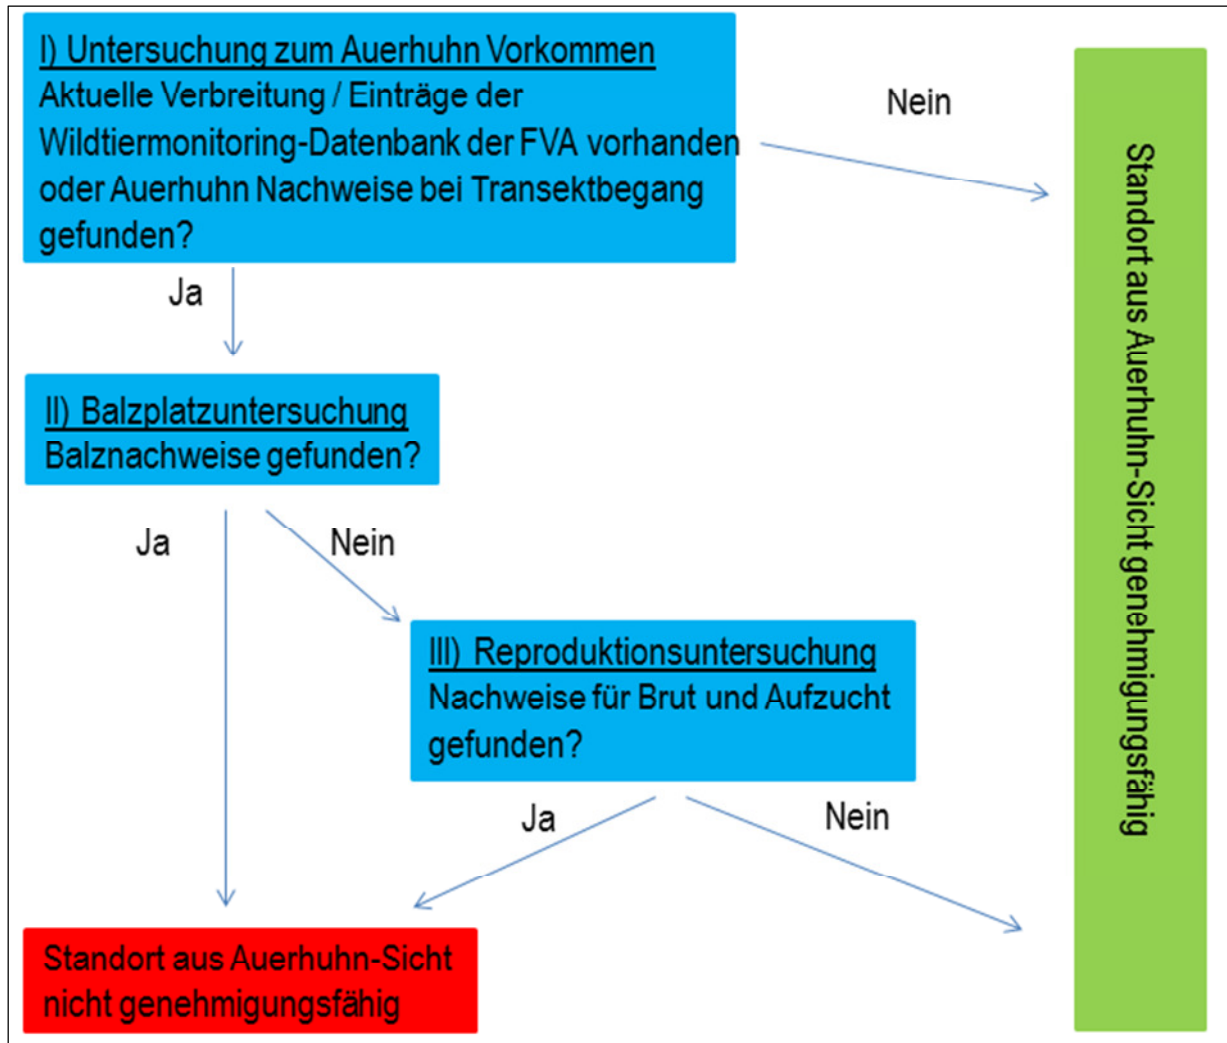 I) Untersuchung zum Auerhuhn Vorkommen
Aktuelle Verbreitung / Einträge der
Wildtiermonitoring-Datenbank der FVA vorhanden
oder Auerhuhn Nachweise bei Transektbegang
gefunden?
Nein
Ja
II) Balzplatzuntersuchung
Balznachweise gefunden?
Ja
Nein
III) Reproduktionsuntersuchung
Nachweise für Brut und Aufzucht
gefunden?
Ja
Nein
Standort aus Auerhuhn-Sicht
nicht genehmigungsfähig
Standort aus Auerhuhn-Sicht genehmigungsfähig